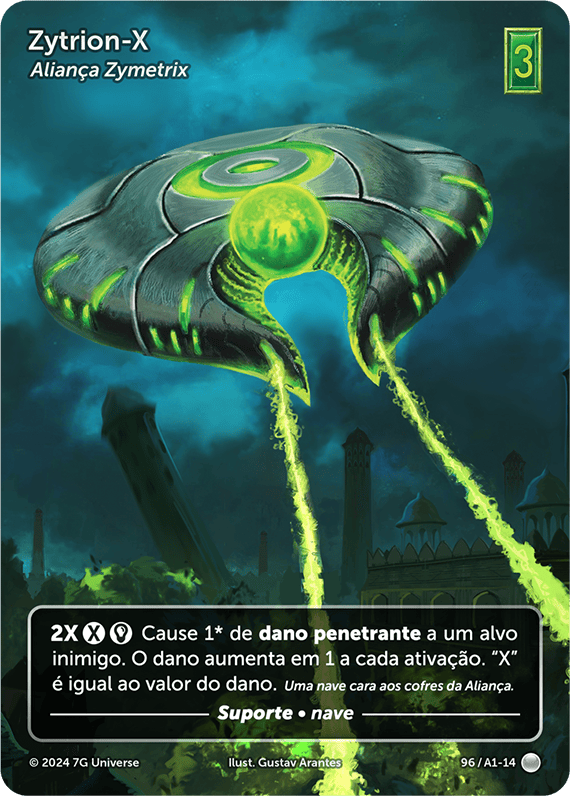 Zytrion-X
Aliança Zymetrix
3
2X X Cause 1* de dano penetrante a um alvo
inimigo. O dano aumenta em 1 a cada ativação. “X”
é igual ao valor do dano. Uma nave cara aos cofres da Aliança.
Suporte • nave
© 2024 7G Universe
Ilust. Gustav Arantes
96 / A1-14